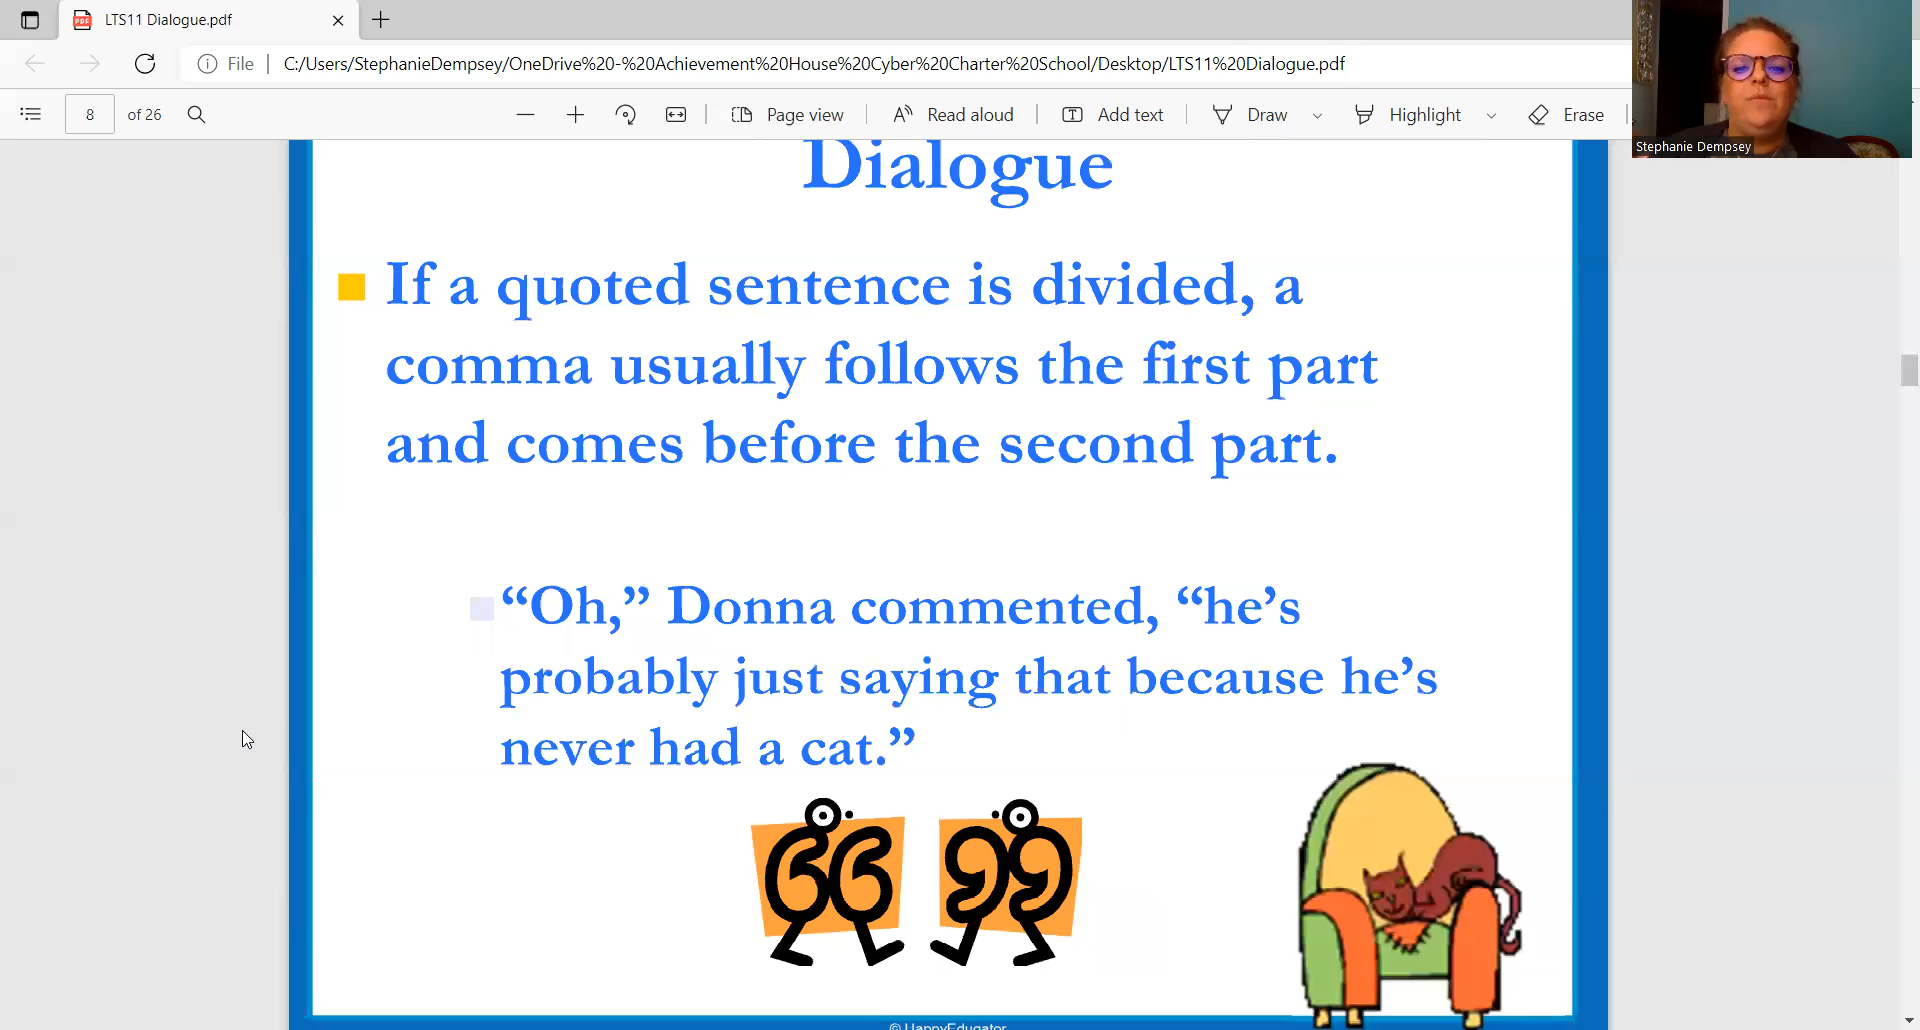 LTS11 Dialogue.pdf
File C:/Users/StephanieDempsey/OneDrive%20-%20Achievement%20House%20Cyber%20Charter%20School/Desktop/LTS11%20Dialogue.pdf
8 of 26 Page view Read aloud Add text Draw Highlight Erase
Stephanie Dempsey
Dialogue
If a quoted sentence is divided, a
comma usually follows the first part
and comes before the second part.
“Oh,” Donna commented, “he’s
probably just saying that because he’s
never had a cat.”
66 99
© HappyEdugator